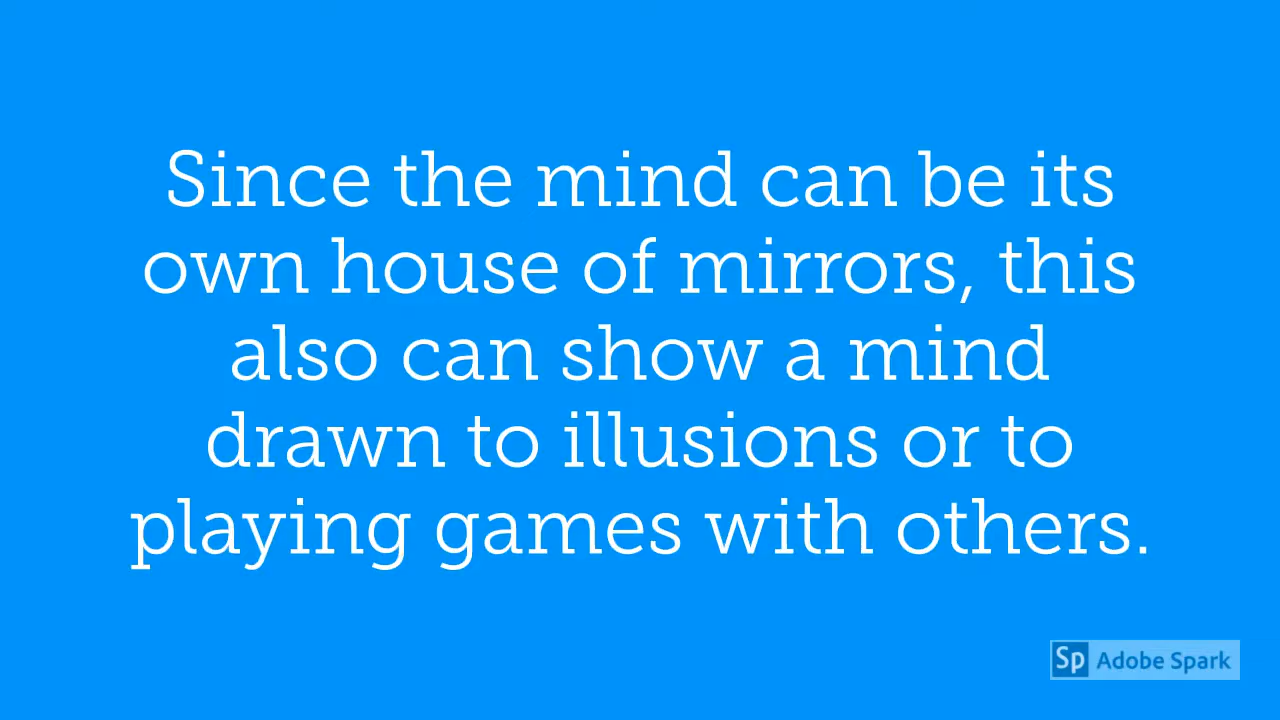 Since the mind can be its
own house of mirrors, this
also can show a mind
drawn to illusions or to
playing games with others.
Sp Adobe Spark